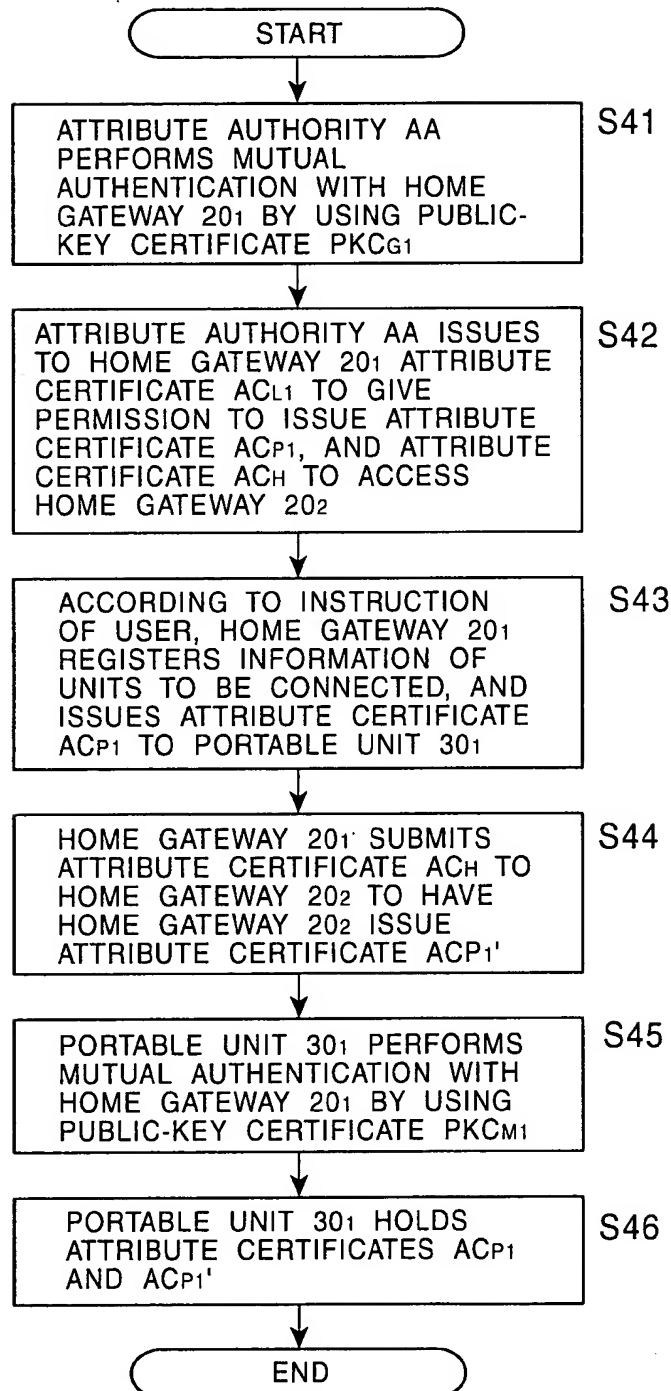 START
S41
ATTRIBUTE AUTHORITY AA
PERFORMS MUTUAL
AUTHENTICATION WITH HOME
GATEWAY 201 BY USING PUBLIC-
KEY CERTIFICATE PKCG1
S42
ATTRIBUTE AUTHORITY AA ISSUES
TO HOME GATEWAY 201 ATTRIBUTE
CERTIFICATE ACL1 TO GIVE
PERMISSION TO ISSUE ATTRIBUTE
CERTIFICATE ACP1, AND ATTRIBUTE
CERTIFICATE ACH TO ACCESS
HOME GATEWAY 202
S43
ACCORDING TO INSTRUCTION
OF USER, HOME GATEWAY 201
REGISTERS INFORMATION OF
UNITS TO BE CONNECTED, AND
ISSUES ATTRIBUTE CERTIFICATE
ACP1 TO PORTABLE UNIT 301
S44
HOME GATEWAY 201 SUBMITS
ATTRIBUTE CERTIFICATE ACH TO
HOME GATEWAY 202 TO HAVE
HOME GATEWAY 202 ISSUE
ATTRIBUTE CERTIFICATE ACP1'
S45
PORTABLE UNIT 301 PERFORMS
MUTUAL AUTHENTICATION WITH
HOME GATEWAY 201 BY USING
PUBLIC-KEY CERTIFICATE PKCM1
S46
PORTABLE UNIT 301 HOLDS
ATTRIBUTE CERTIFICATES ACP1
AND ACP1'
END